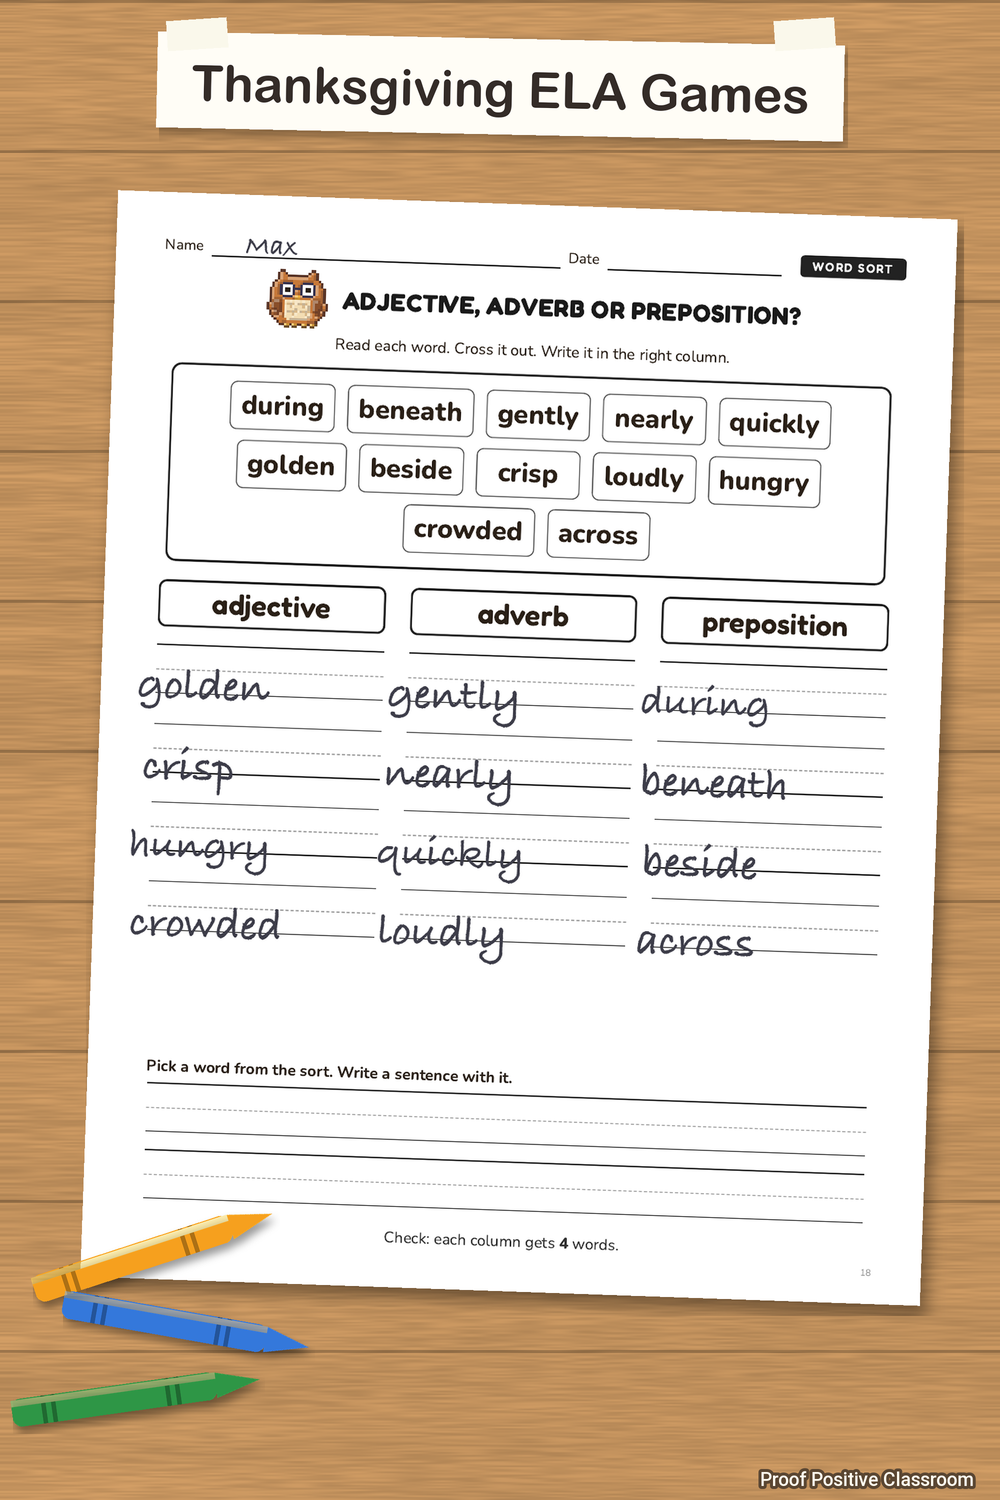 Thanksgiving ELA Games
Name Max Date WORD SORT
ADJECTIVE, ADVERB OR PREPOSITION?
Read each word. Cross it out. Write it in the right column.
during beneath gently nearly quickly
golden beside crisp loudly hungry
crowded across
adjective adverb preposition
golden gently during
crisp nearly beneath
hungry quickly beside
crowded loudly across
Pick a word from the sort. Write a sentence with it.
Check: each column gets 4 words.
18
Proof Positive Classroom